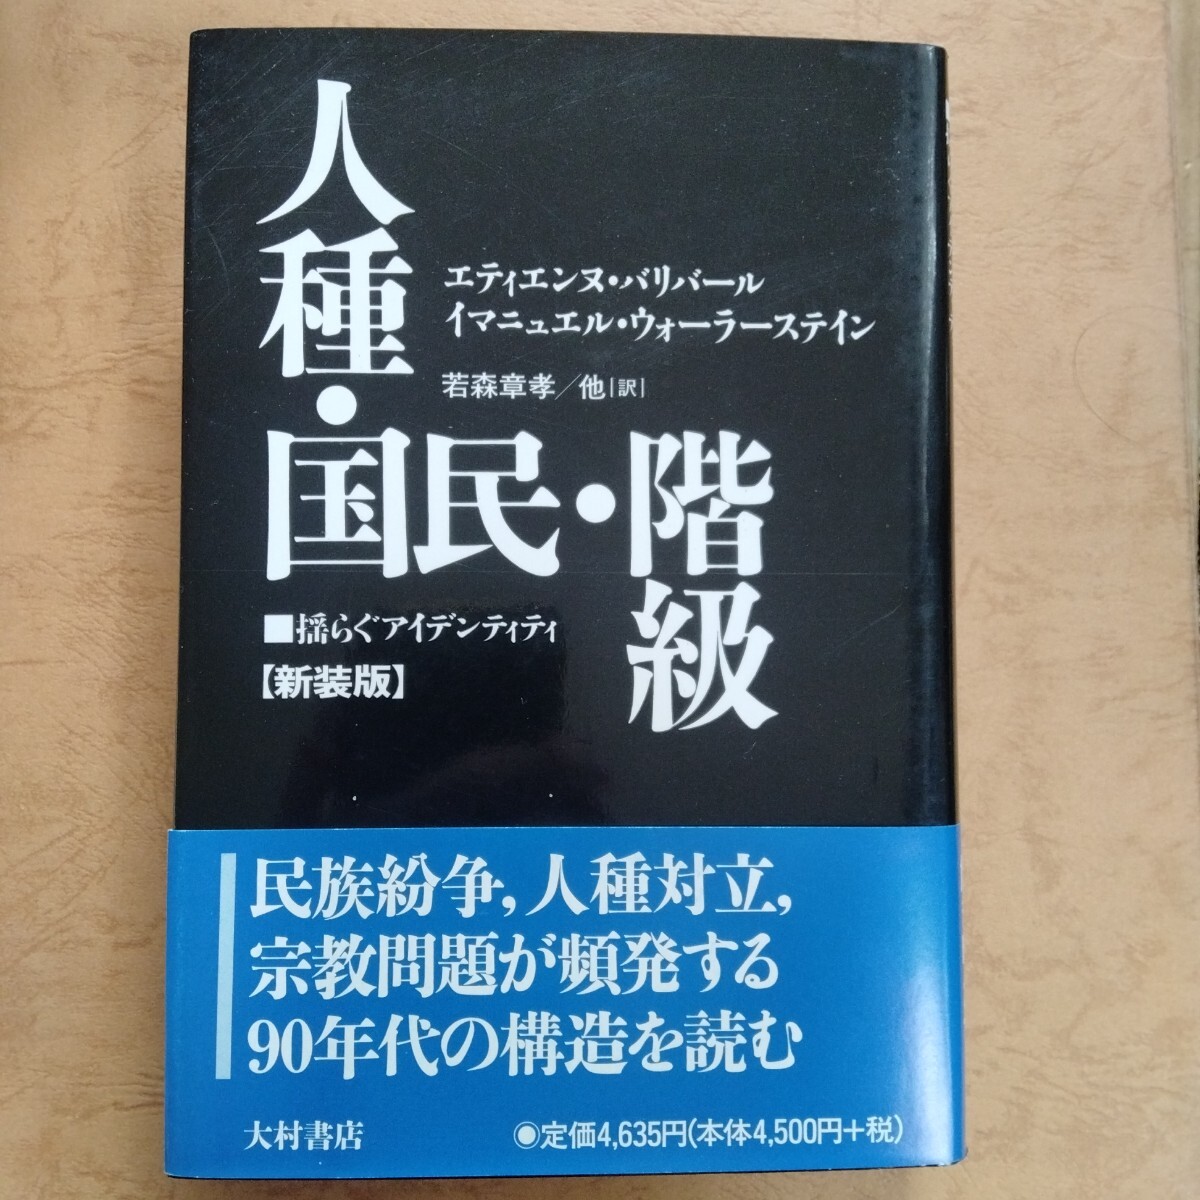 人種・国民・階級
エティエンヌ・バリバール
イマニュエル・ウォーラーステイン
若森章孝／他|訳|
■揺らぐアイデンティティ
【新装版】
民族紛争,人種対立,
宗教問題が頻発する
90年代の構造を読む
大村書店
●定価4,635円(本体4,500円+税)